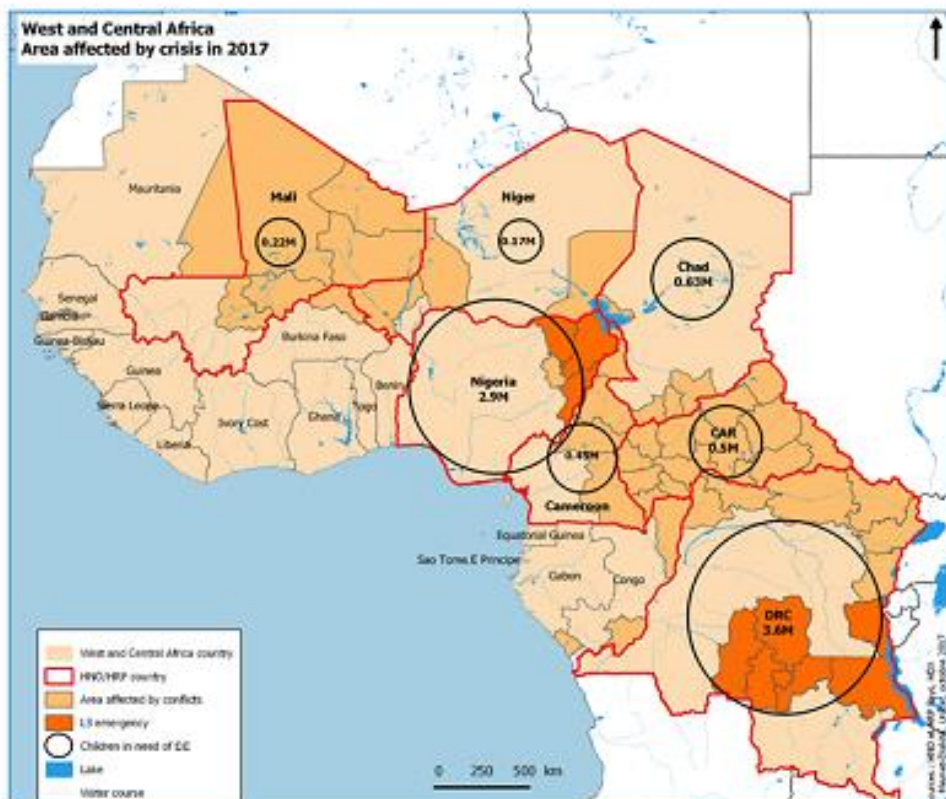 West and Central Africa
Area affected by crisis in 2017
Mauritania
Mali
0.22M
Niger
0.17M
Chad
0.63M
Senegal
Gambia
Guinea-Bissau
Guinea
Sierra Leone
Liberia
Ivory Cost
Burkina Faso
Ghana
Togo
Benin
Nigeria
2.9M
CAR
0.5M
Cameroon
Equatorial Guinea
Sao Tome.E Principe
Gabon
Congo
DRC
3.6M
West and Central Africa country
HNO/HRP country
Area affected by conflicts
L3 emergency
Children in need of EiE
Lake
Water course
0 250 500 km